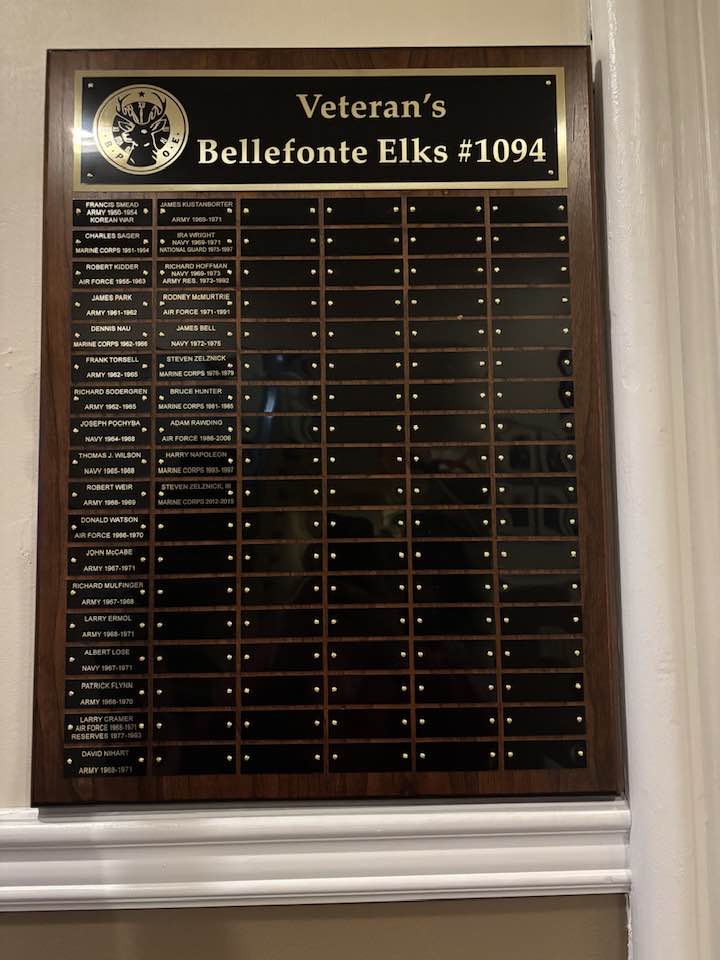 Veteran's
Bellefonte Elks #1094
B.P.O.E.
FRANCIS SMEAD
ARMY 1950-1954
KOREAN WAR
CHARLES SAGER
MARINE CORPS 1951-1954
ROBERT KIDDER
AIR FORCE 1955-1963
JAMES PARK
ARMY 1961-1962
DENNIS NAU
MARINE CORPS 1962-1966
FRANK TORSELL
ARMY 1962-1965
RICHARD SODERGREN
ARMY 1962-1965
JOSEPH POCHYBA
NAVY 1964-1968
THOMAS J. WILSON
NAVY 1965-1968
ROBERT WEIR
ARMY 1966-1969
DONALD WATSON
AIR FORCE 1966-1970
JOHN McCABE
ARMY 1967-1971
RICHARD MULFINGER
ARMY 1967-1968
LARRY ERMOL
ARMY 1968-1971
ALBERT LOSE
NAVY 1967-1971
PATRICK FLYNN
ARMY 1968-1970
LARRY CRAMER
AIR FORCE 1968-1971
RESERVES 1977-1983
DAVID NIHART
ARMY 1968-1971
JAMES KUSTANBORTER
ARMY 1969-1971
IRA WRIGHT
NAVY 1969-1971
NATIONAL GUARD 1973-1997
RICHARD HOFFMAN
NAVY 1969-1973
ARMY RES. 1973-1992
RODNEY McMURTRIE
AIR FORCE 1971-1991
JAMES BELL
NAVY 1972-1975
STEVEN ZELZNICK
MARINE CORPS 1976-1979
BRUCE HUNTER
MARINE CORPS 1981-1985
ADAM RAWDING
AIR FORCE 1986-2006
HARRY NAPOLEON
MARINE CORPS 1993-1997
STEVEN ZELZNICK, III
MARINE CORPS 2012-2015